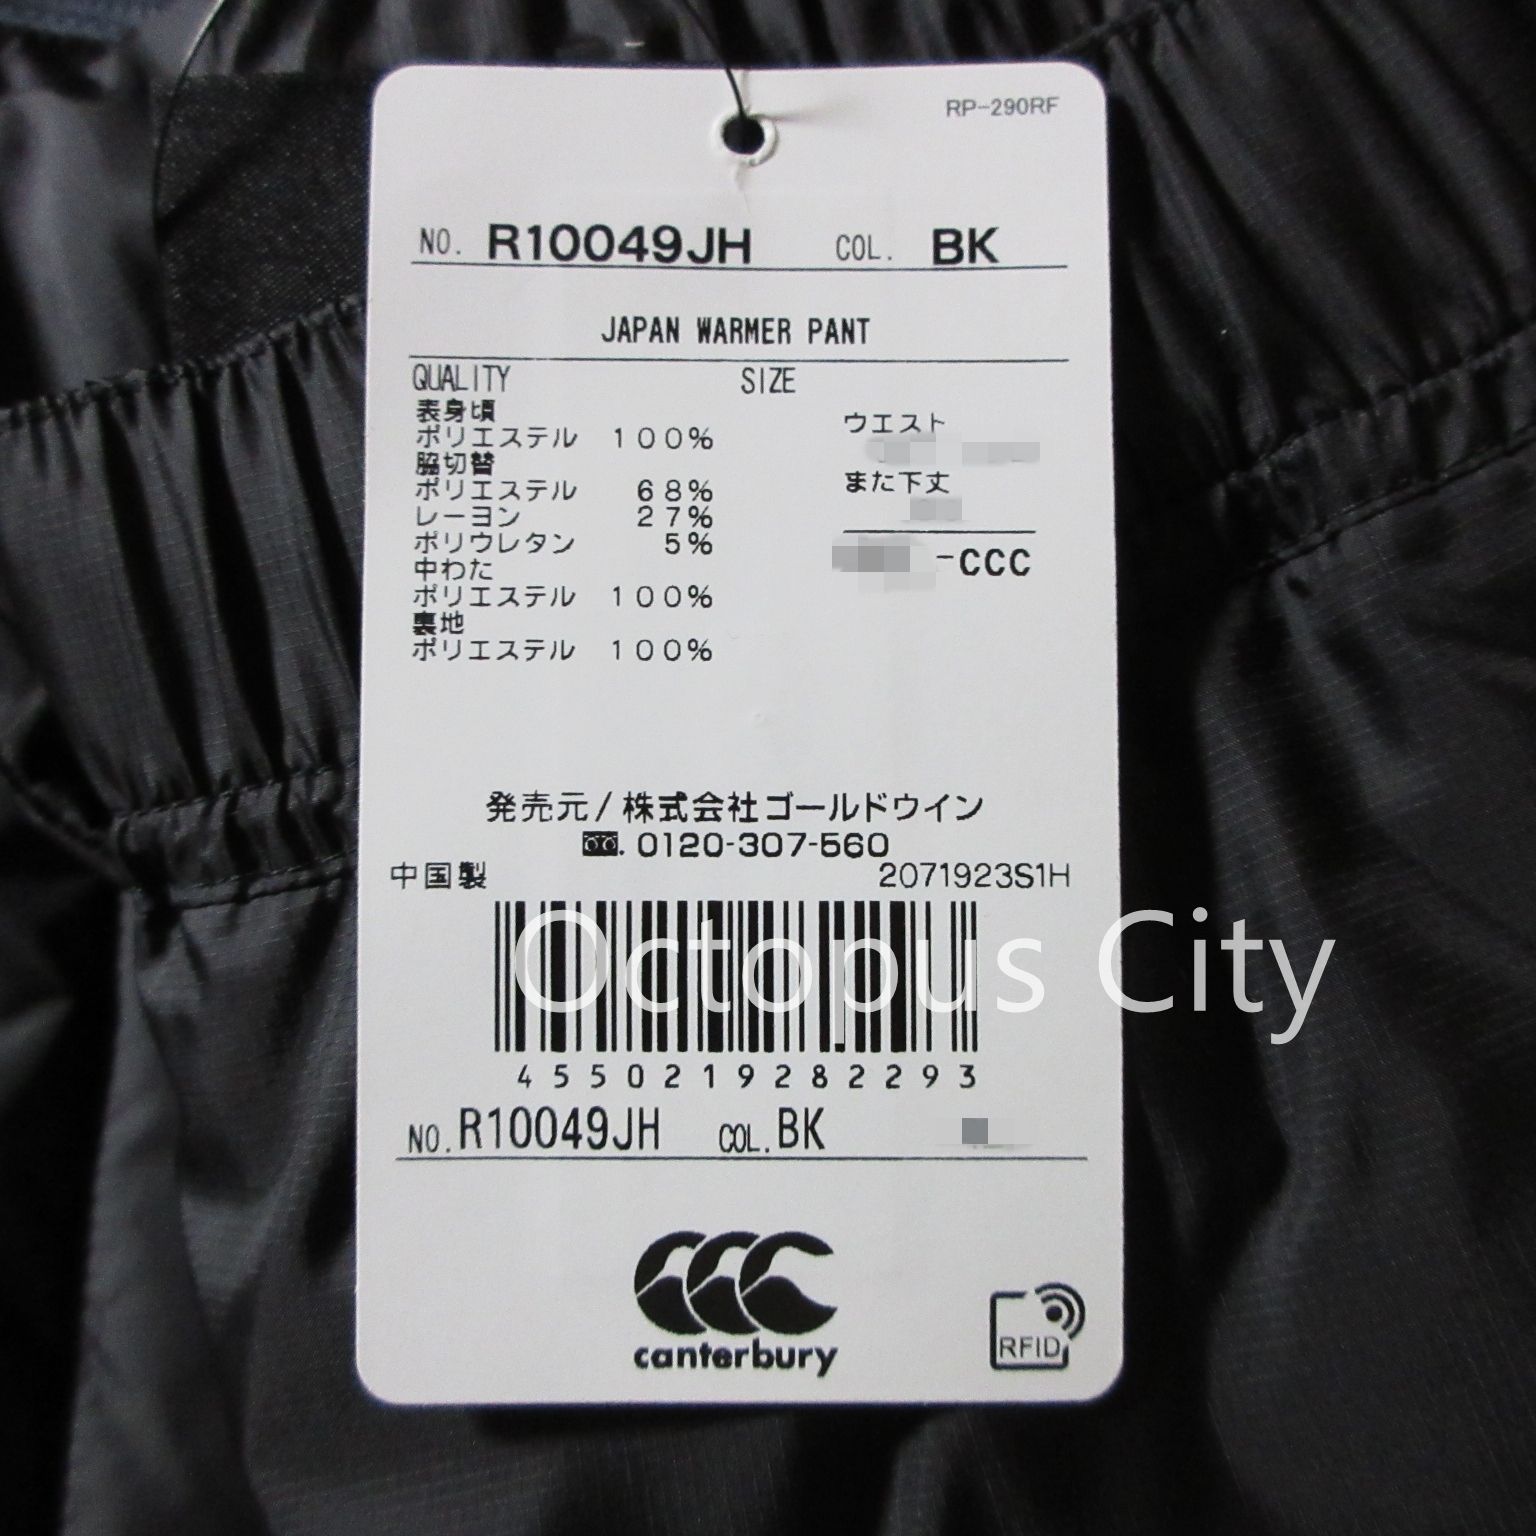 RP-290RF
NO. R10049JH COL. BK
JAPAN WARMER PANT
QUALITY SIZE
表身頃
ポリエステル 100%
脇切替
ポリエステル 68%
レーヨン 27%
ポリウレタン 5%
中わた
ポリエステル 100%
裏地
ポリエステル 100%
ウエスト
また下丈
-CCC
発売元/株式会社ゴールドウイン
0120-307-560
中国製 2071923S1H
Octopus City
4550219282293
NO. R10049JH COL. BK
canterbury
RFID